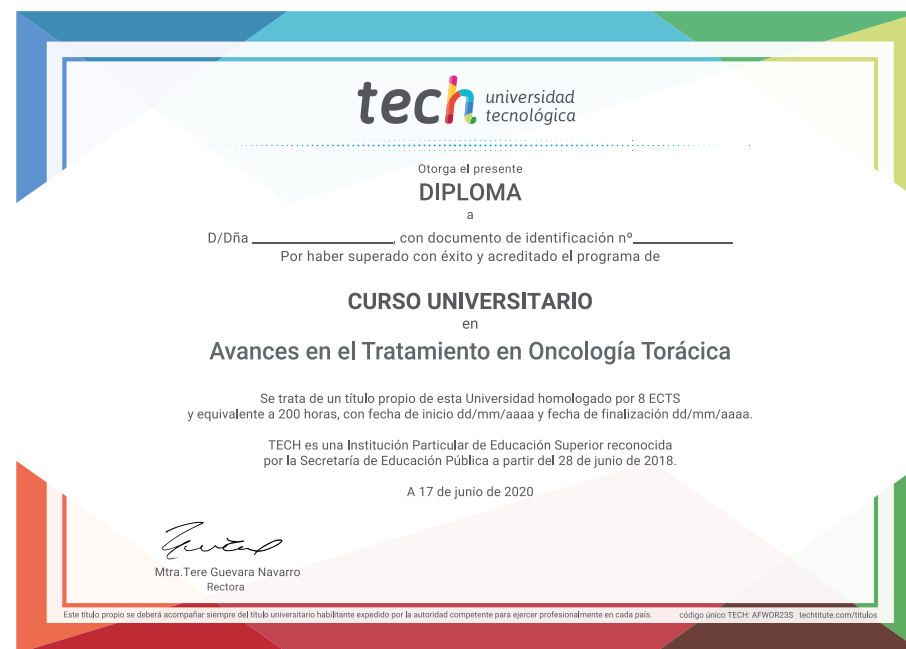 tech universidad
tecnológica
Otorga el presente
DIPLOMA
a
D/Dña ____________________, con documento de identificación nº______________
Por haber superado con éxito y acreditado el programa de
CURSO UNIVERSITARIO
en
Avances en el Tratamiento en Oncología Torácica
Se trata de un título propio de esta Universidad homologado por 8 ECTS
y equivalente a 200 horas, con fecha de inicio dd/mm/aaaa y fecha de finalización dd/mm/aaaa.
TECH es una Institución Particular de Educación Superior reconocida
por la Secretaría de Educación Pública a partir del 28 de junio de 2018.
A 17 de junio de 2020
Mtra.Tere Guevara Navarro
Rectora
Este título propio se deberá acompañar siempre del título universitario habilitante expedido por la autoridad competente para ejercer profesionalmente en cada país. código único TECH: AFWOR23S techtitute.com/titulos